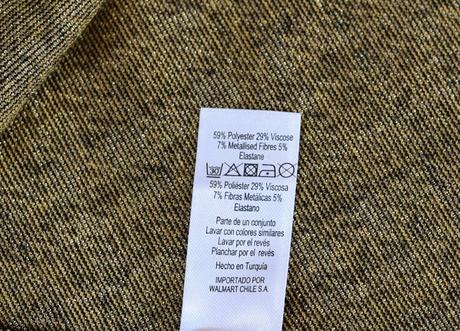 59% Polyester 29% Viscose
7% Metallised Fibres 5%
Elastane
30
59% Poliéster 29% Viscosa
7% Fibras Metálicas 5%
Elastano
Parte de un conjunto
Lavar con colores similares
Lavar por el revés
Planchar por el revés
Hecho en Turquía
IMPORTADO POR
WALMART CHILE S.A.